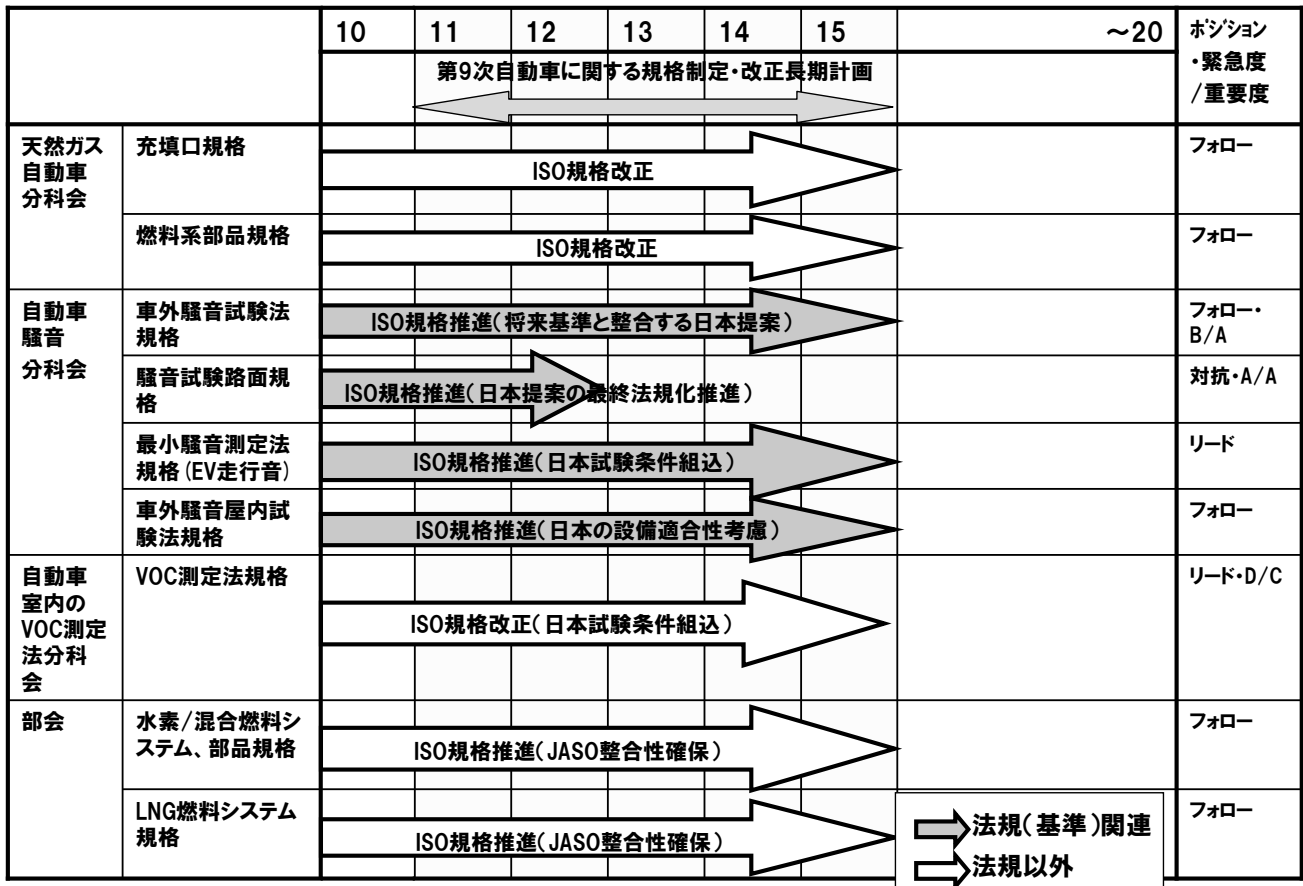 10 11 12 13 14 15 ～20 ポジション
・緊急度
/重要度
第9次自動車に関する規格制定・改正長期計画
天然ガス
自動車
分科会
充填口規格
ISO規格改正
フォロー
燃料系部品規格
ISO規格改正
フォロー
自動車
騒音
分科会
車外騒音試験法
規格
ISO規格推進(将来基準と整合する日本提案)
フォロー・
B/A
騒音試験路面規
格
ISO規格推進(日本提案の最終法規化推進)
対抗・A/A
最小騒音測定法
規格(EV走行音)
ISO規格推進(日本試験条件組込)
リード
車外騒音屋内試
験法規格
ISO規格推進(日本の設備適合性考慮)
フォロー
自動車
室内の
VOC測定
法分科
会
VOC測定法規格
ISO規格改正(日本試験条件組込)
リード・D/C
部会
水素/混合燃料シ
ステム、部品規格
ISO規格推進(JASO整合性確保)
フォロー
LNG燃料システム
規格
ISO規格推進(JASO整合性確保)
フォロー
法規(基準)関連
法規以外